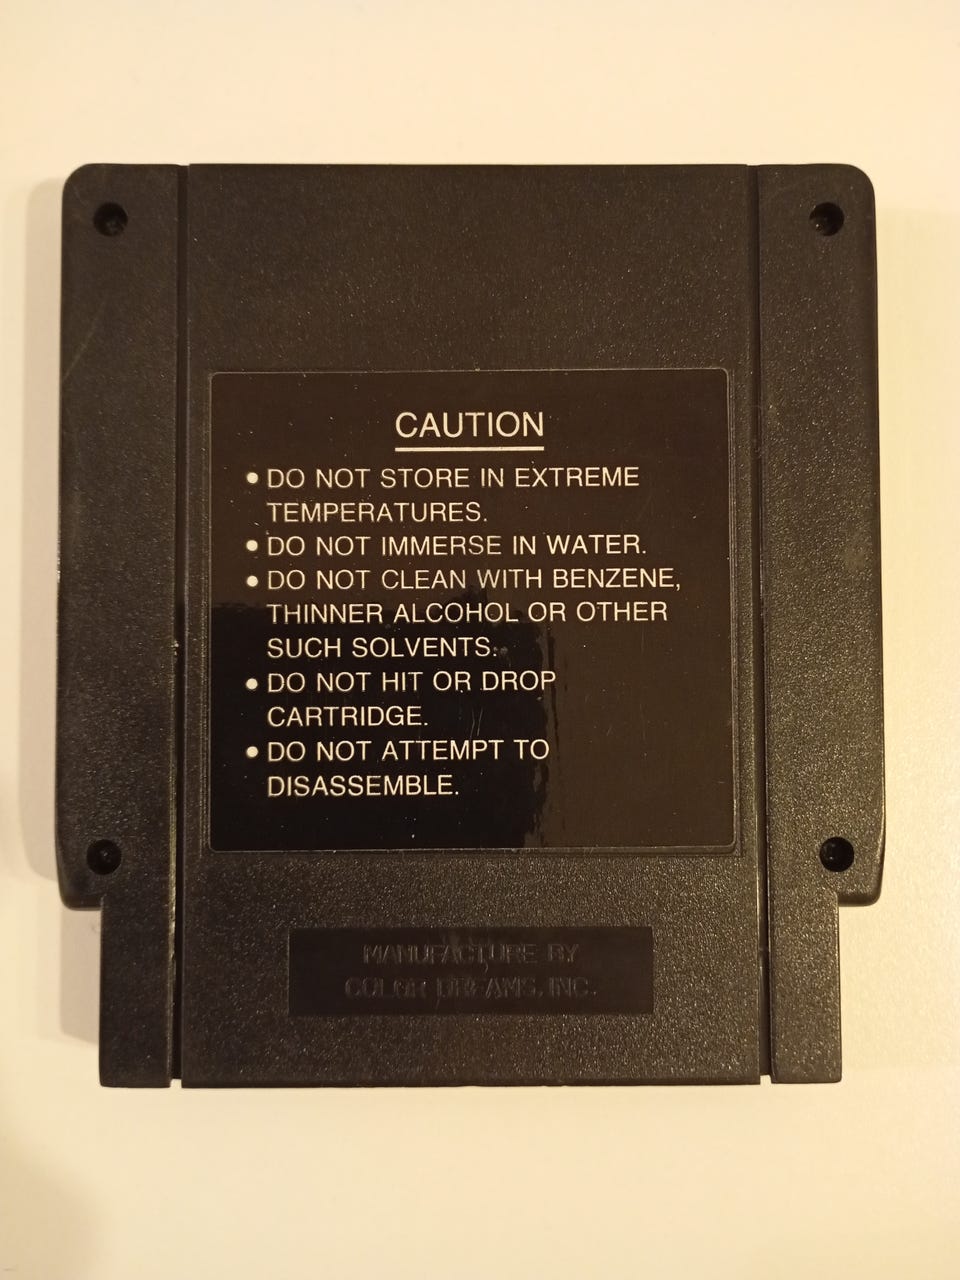 CAUTION
• DO NOT STORE IN EXTREME
TEMPERATURES.
• DO NOT IMMERSE IN WATER.
• DO NOT CLEAN WITH BENZENE,
THINNER ALCOHOL OR OTHER
SUCH SOLVENTS.
• DO NOT HIT OR DROP
CARTRIDGE.
• DO NOT ATTEMPT TO
DISASSEMBLE.
MANUFACTURE BY
COLOR DREAMS, INC.